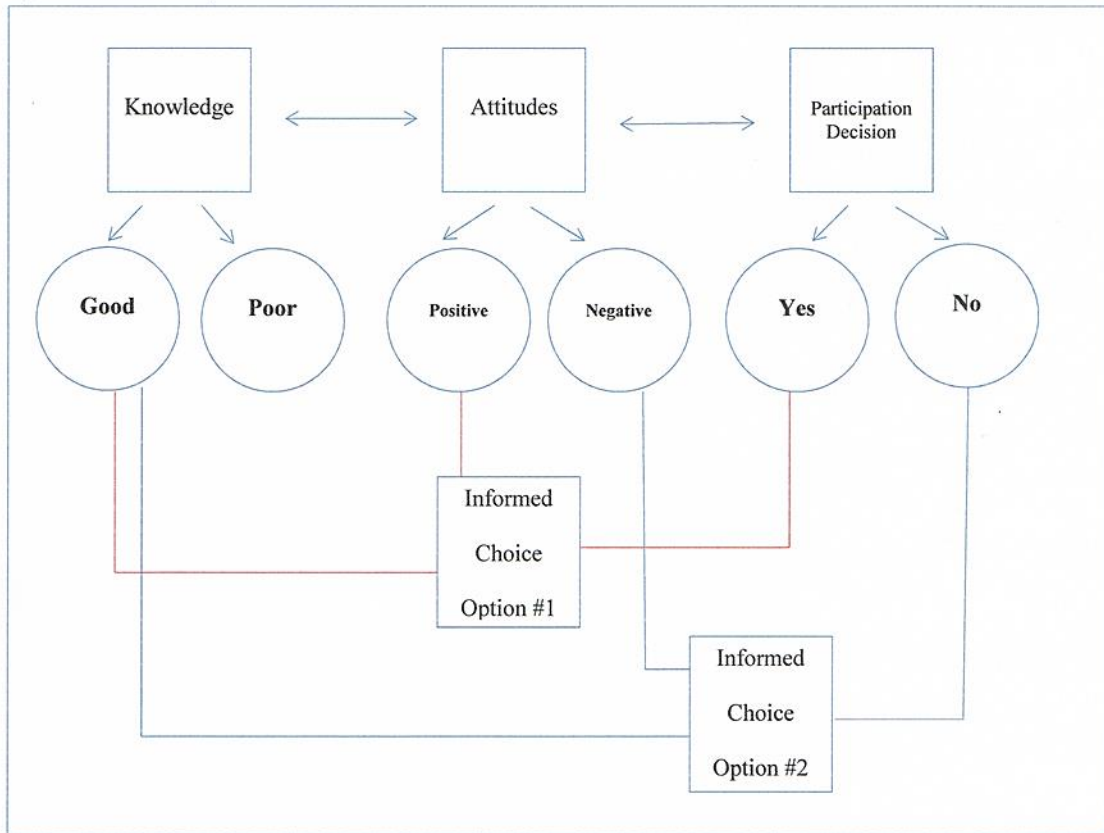 Knowledge
Attitudes
Participation
Decision
Good
Poor
Positive
Negative
Yes
No
Informed
Choice
Option #1
Informed
Choice
Option #2